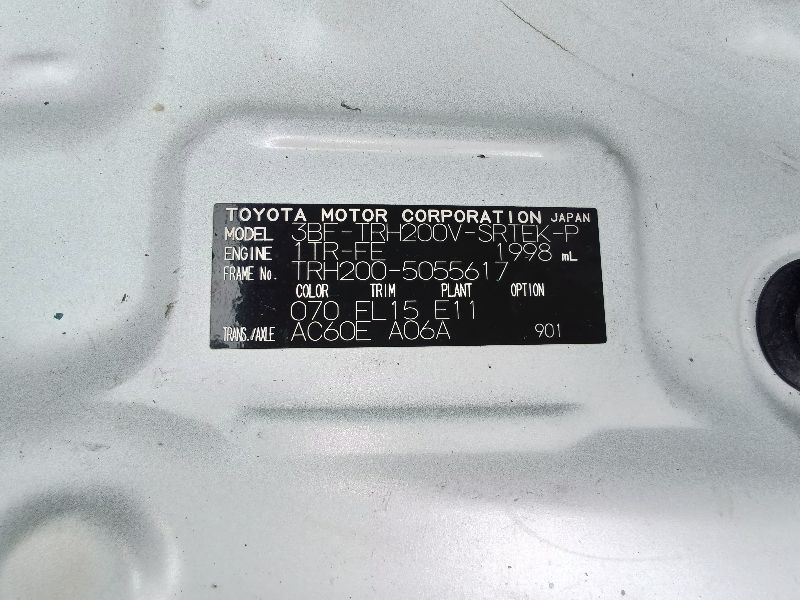 TOYOTA MOTOR CORPORATION JAPAN
MODEL 3BF-TRH200V-SRTEK-P
ENGINE 1TR-FE 1998 mL
FRAME No. TRH200-5055617
COLOR TRIM PLANT OPTION
070 FL15 E11
TRANS./AXLE AC60E A06A 901